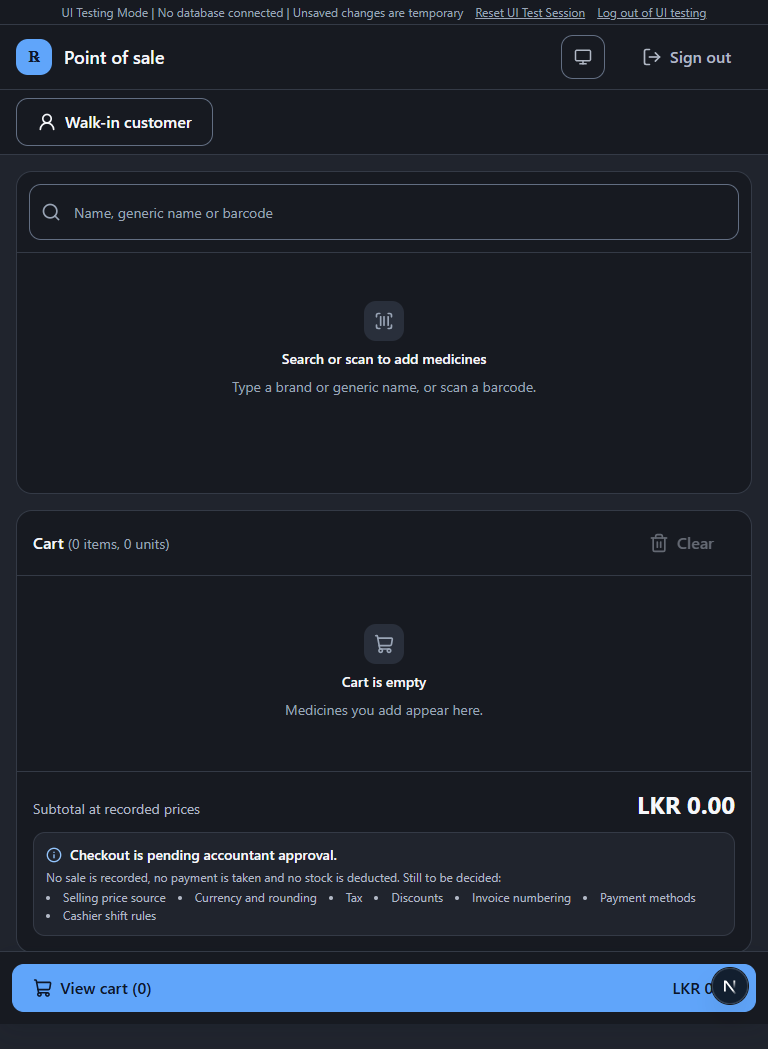 UI Testing Mode | No database connected | Unsaved changes are temporary Reset UI Test Session Log out of UI testing
℞ Point of sale Sign out
Walk-in customer
Name, generic name or barcode
Search or scan to add medicines
Type a brand or generic name, or scan a barcode.
Cart (0 items, 0 units) Clear
Cart is empty
Medicines you add appear here.
Subtotal at recorded prices LKR 0.00
Checkout is pending accountant approval.
No sale is recorded, no payment is taken and no stock is deducted. Still to be decided:
• Selling price source • Currency and rounding • Tax • Discounts • Invoice numbering • Payment methods
• Cashier shift rules
View cart (0) LKR 0 N